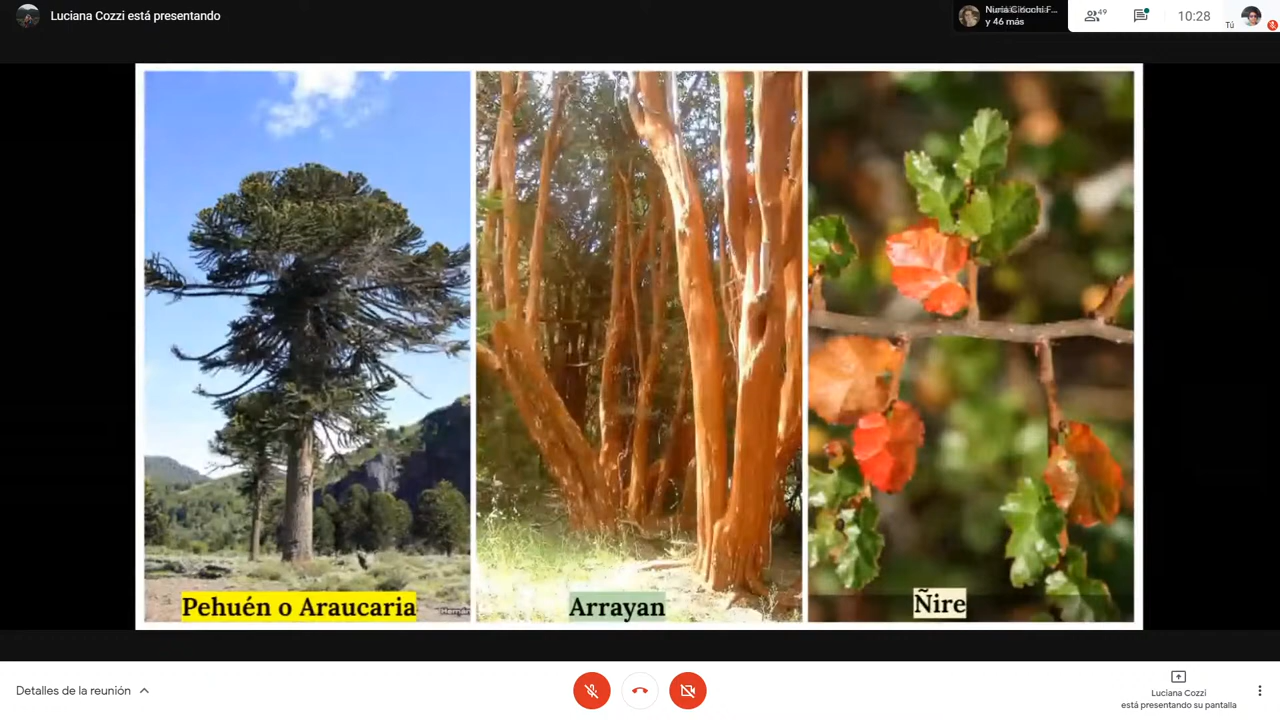 Luciana Cozzi está presentando
y 46 más
49
10:28
Tú
Pehuén o Araucaria
Arrayan
Ñire
Detalles de la reunión
Luciana Cozzi
está presentando su pantalla